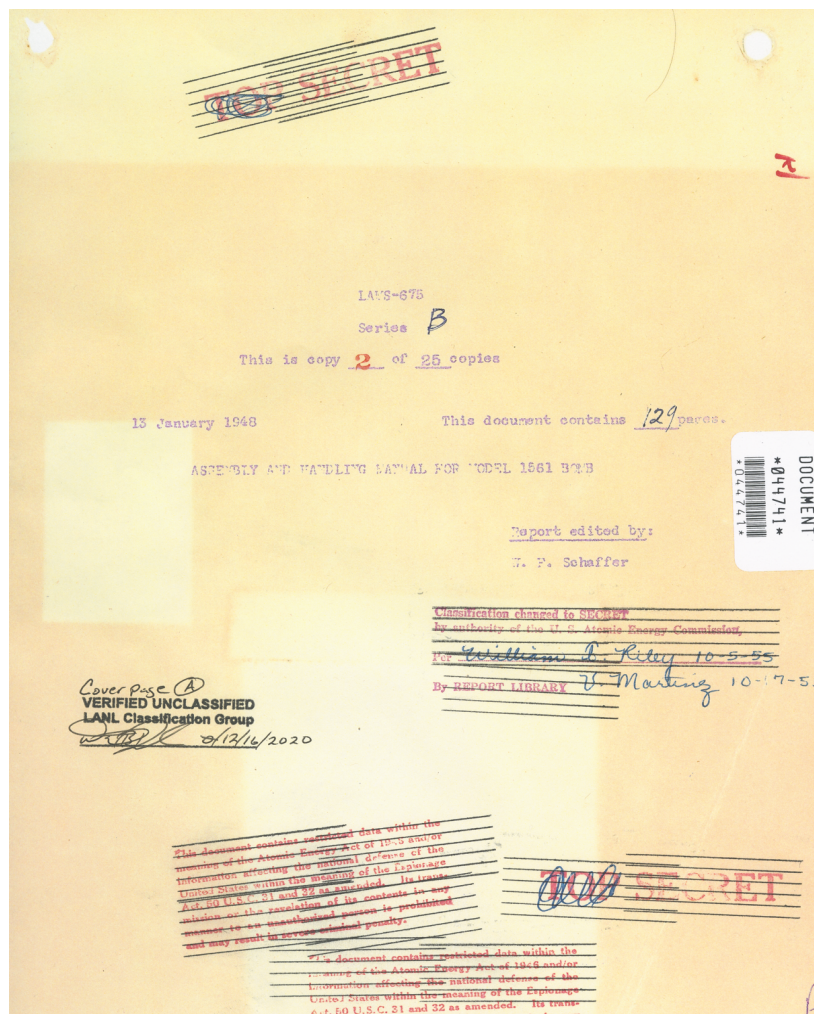 TOP SECRET
LAMS-675
Series B
This is copy 2 of 25 copies
13 January 1948
This document contains 129 pages.
ASSEMBLY AND HANDLING MANUAL FOR MODEL 1561 BOMB
DOCUMENT
*044741*
*044741*
Report edited by:
W. F. Schaffer
Classification changed to SECRET
by authority of the U. S. Atomic Energy Commission,
Per William L. Riley 10-5-55
By REPORT LIBRARY V. Martinez 10-17-5
Cover page A
VERIFIED UNCLASSIFIED
LANL Classification Group
12/16/2020
This document contains restricted data within the
meaning of the Atomic Energy Act of 1946 and/or
information affecting the national defense of the
United States within the meaning of the Espionage
Act, 50 U.S.C. 31 and 32 as amended. Its trans-
mission or the revelation of its contents in any
manner to an unauthorized person is prohibited
and may result in severe criminal penalty.
TOP SECRET
This document contains restricted data within the
meaning of the Atomic Energy Act of 1946 and/or
information affecting the national defense of the
United States within the meaning of the Espionage
Act, 50 U.S.C. 31 and 32 as amended. Its trans-